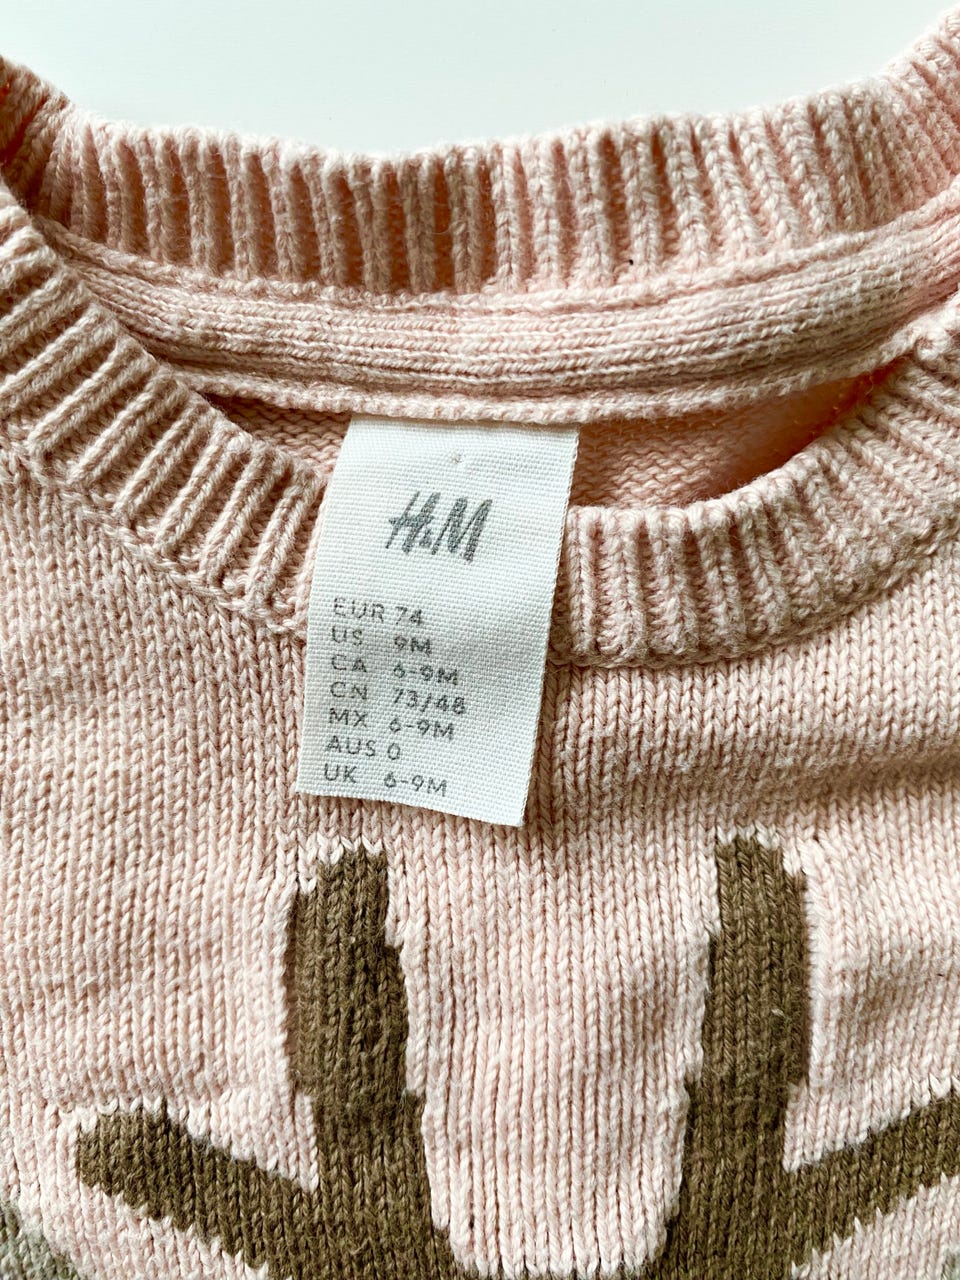 H&M
EUR 74
US 9M
CA 6-9M
CN 73/48
MX 6-9M
AUS 0
UK 6-9M